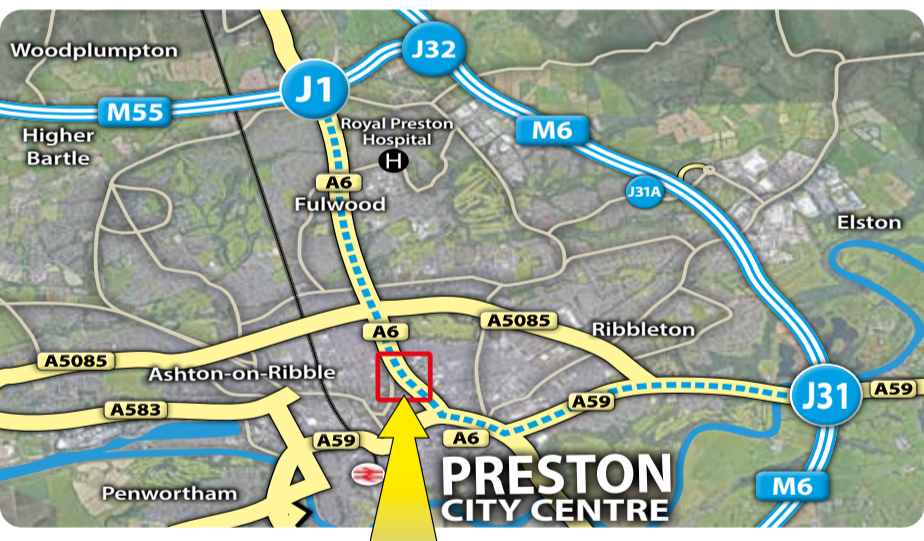 Woodplumpton
J32
J1
M55
M6
Higher
Bartle
Royal Preston
Hospital
H
A6
Fulwood
J31A
Elston
A6
A5085
Ribbleton
A5085
Ashton-on-Ribble
A583
A59
J31
A59
A59
A6
PRESTON
CITY CENTRE
M6
Penwortham